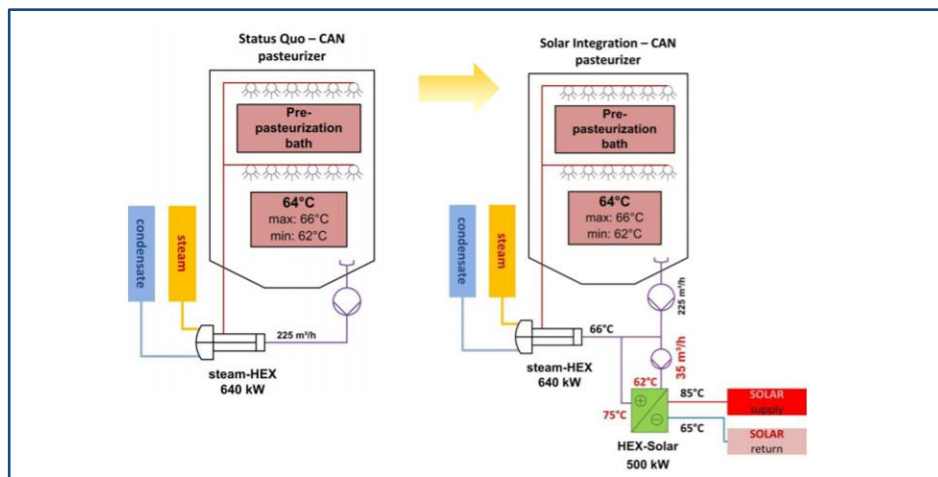 Status Quo – CAN
pasteurizer
Pre-
pasteurization
bath
64°C
max: 66°C
min: 62°C
condensate
steam
225 m³/h
steam-HEX
640 kW
Solar Integration – CAN
pasteurizer
Pre-
pasteurization
bath
64°C
max: 66°C
min: 62°C
condensate
steam
225 m³/h
66°C
35 m³/h
steam-HEX
640 kW
62°C
75°C
85°C
65°C
SOLAR
supply
SOLAR
return
HEX-Solar
500 kW